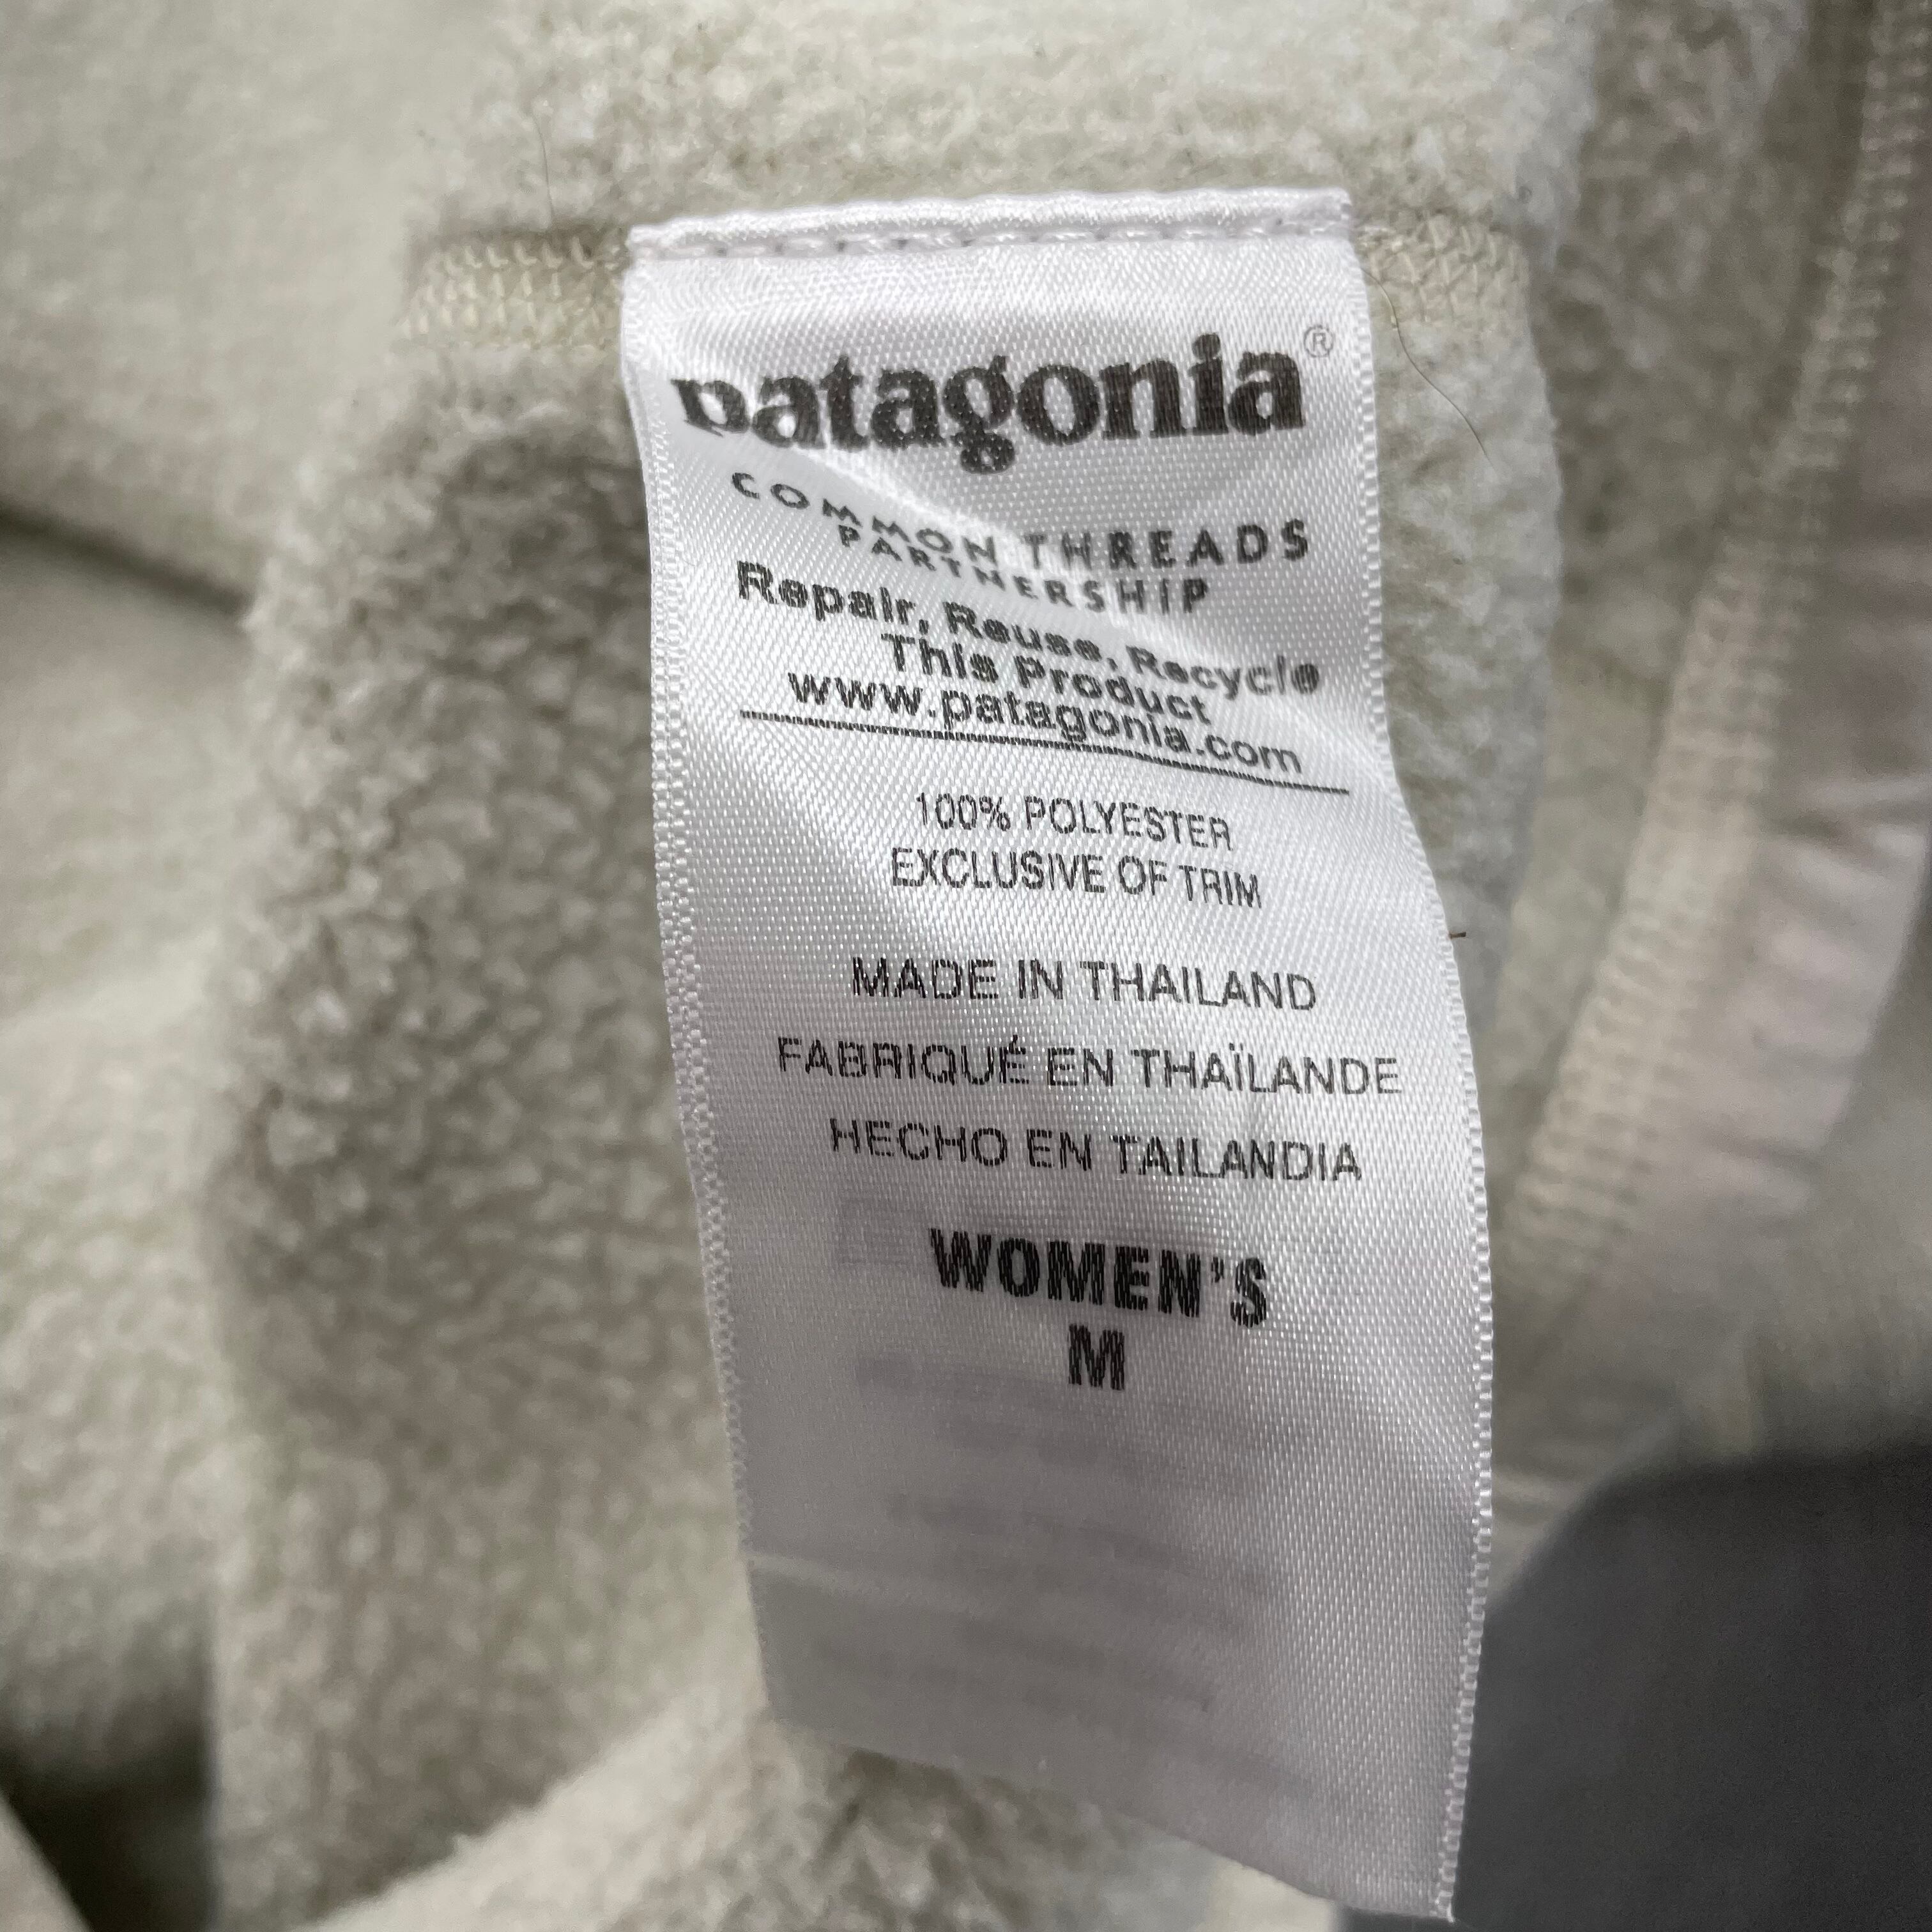 patagonia®
COMMON THREADS
PARTNERSHIP
Repair, Reuse, Recycle
This Product
www.patagonia.com
100% POLYESTER
EXCLUSIVE OF TRIM
MADE IN THAILAND
FABRIQUÉ EN THAÏLANDE
HECHO EN TAILANDIA
WOMEN'S
M